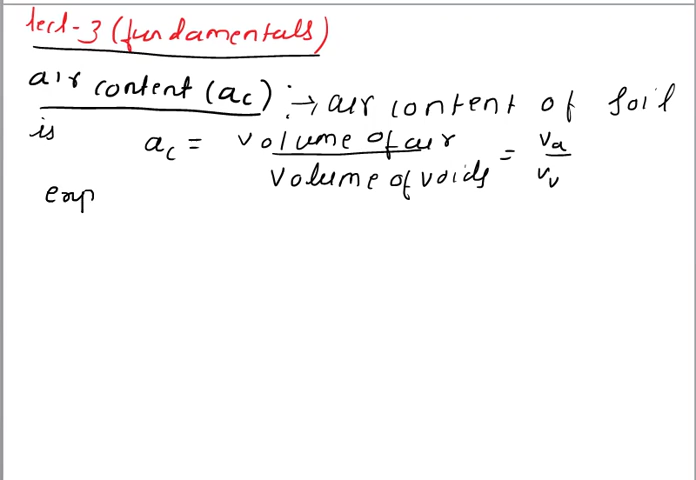 lect-3 (fundamentals)
air content (ac) :→ air content of soil
is ac = volume of air / volume of voids = va / vv
exp